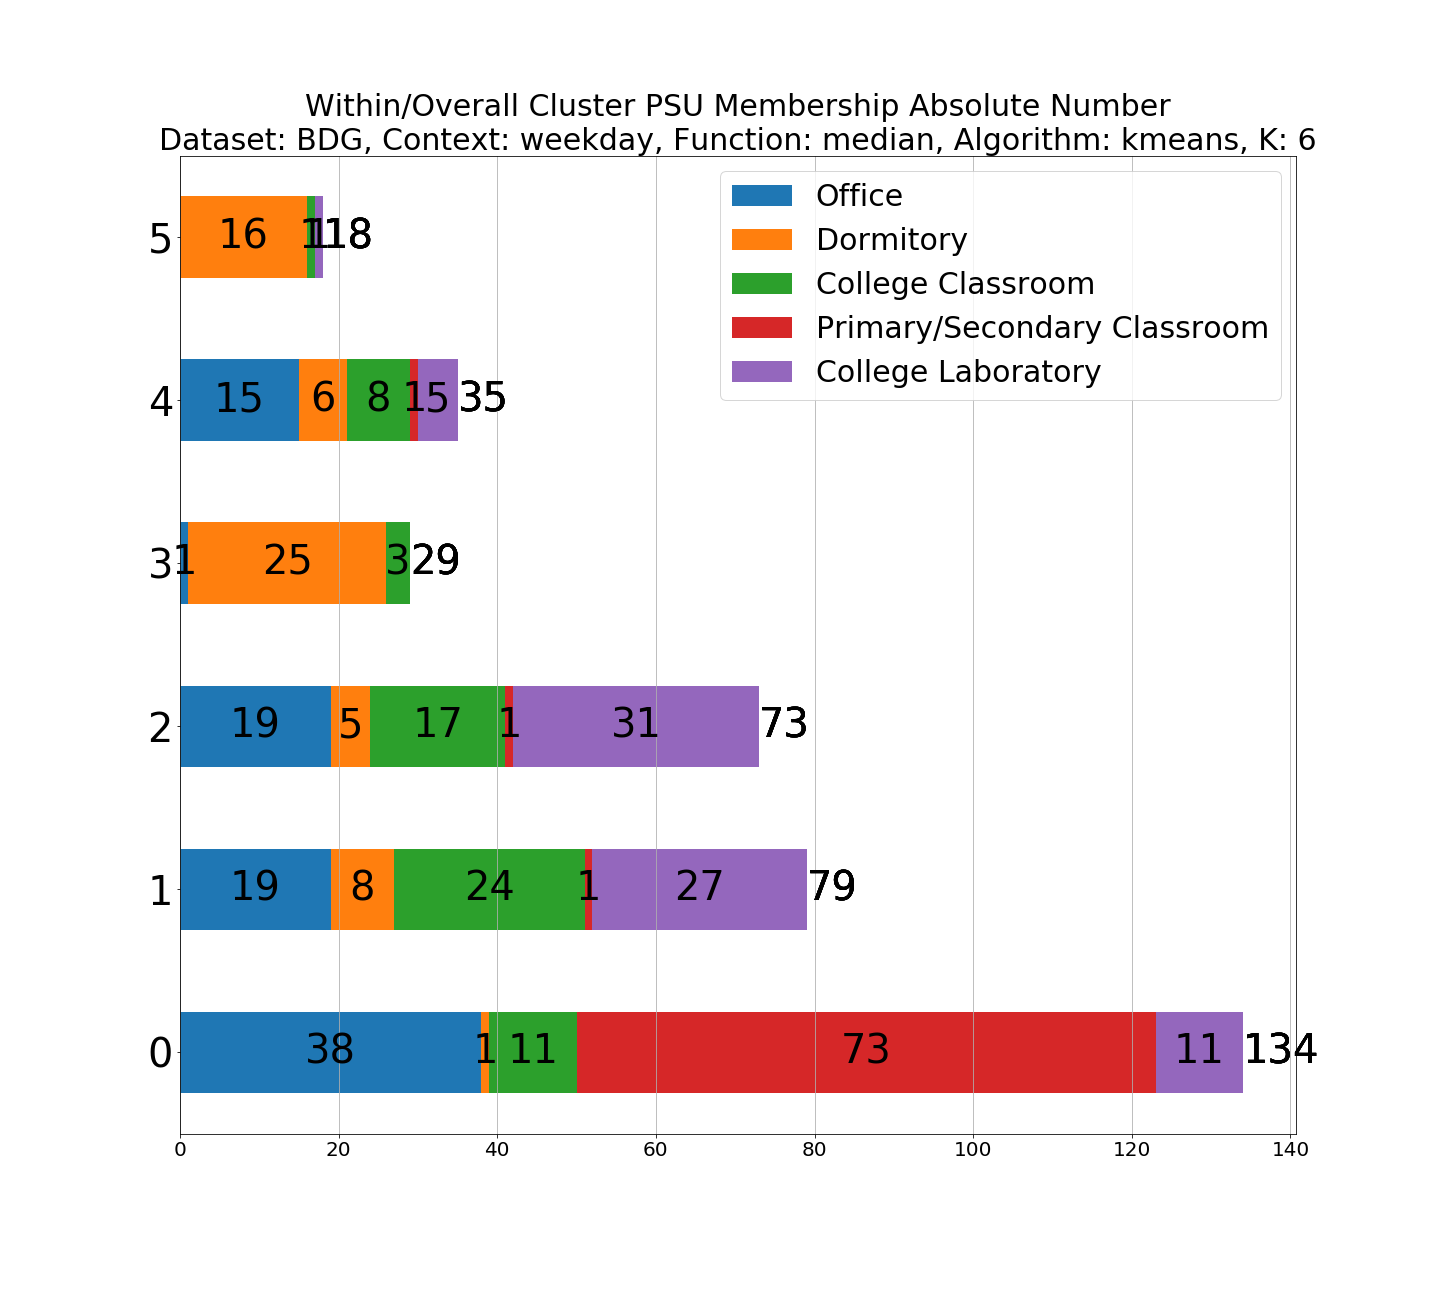 Within/Overall Cluster PSU Membership Absolute Number
Dataset: BDG, Context: weekday, Function: median, Algorithm: kmeans, K: 6
Office
Dormitory
College Classroom
Primary/Secondary Classroom
College Laboratory
5 16 1 1 18
4 15 6 8 1 5 35
3 1 25 3 29
2 19 5 17 1 31 73
1 19 8 24 1 27 79
0 38 1 11 73 11 134
0 20 40 60 80 100 120 140